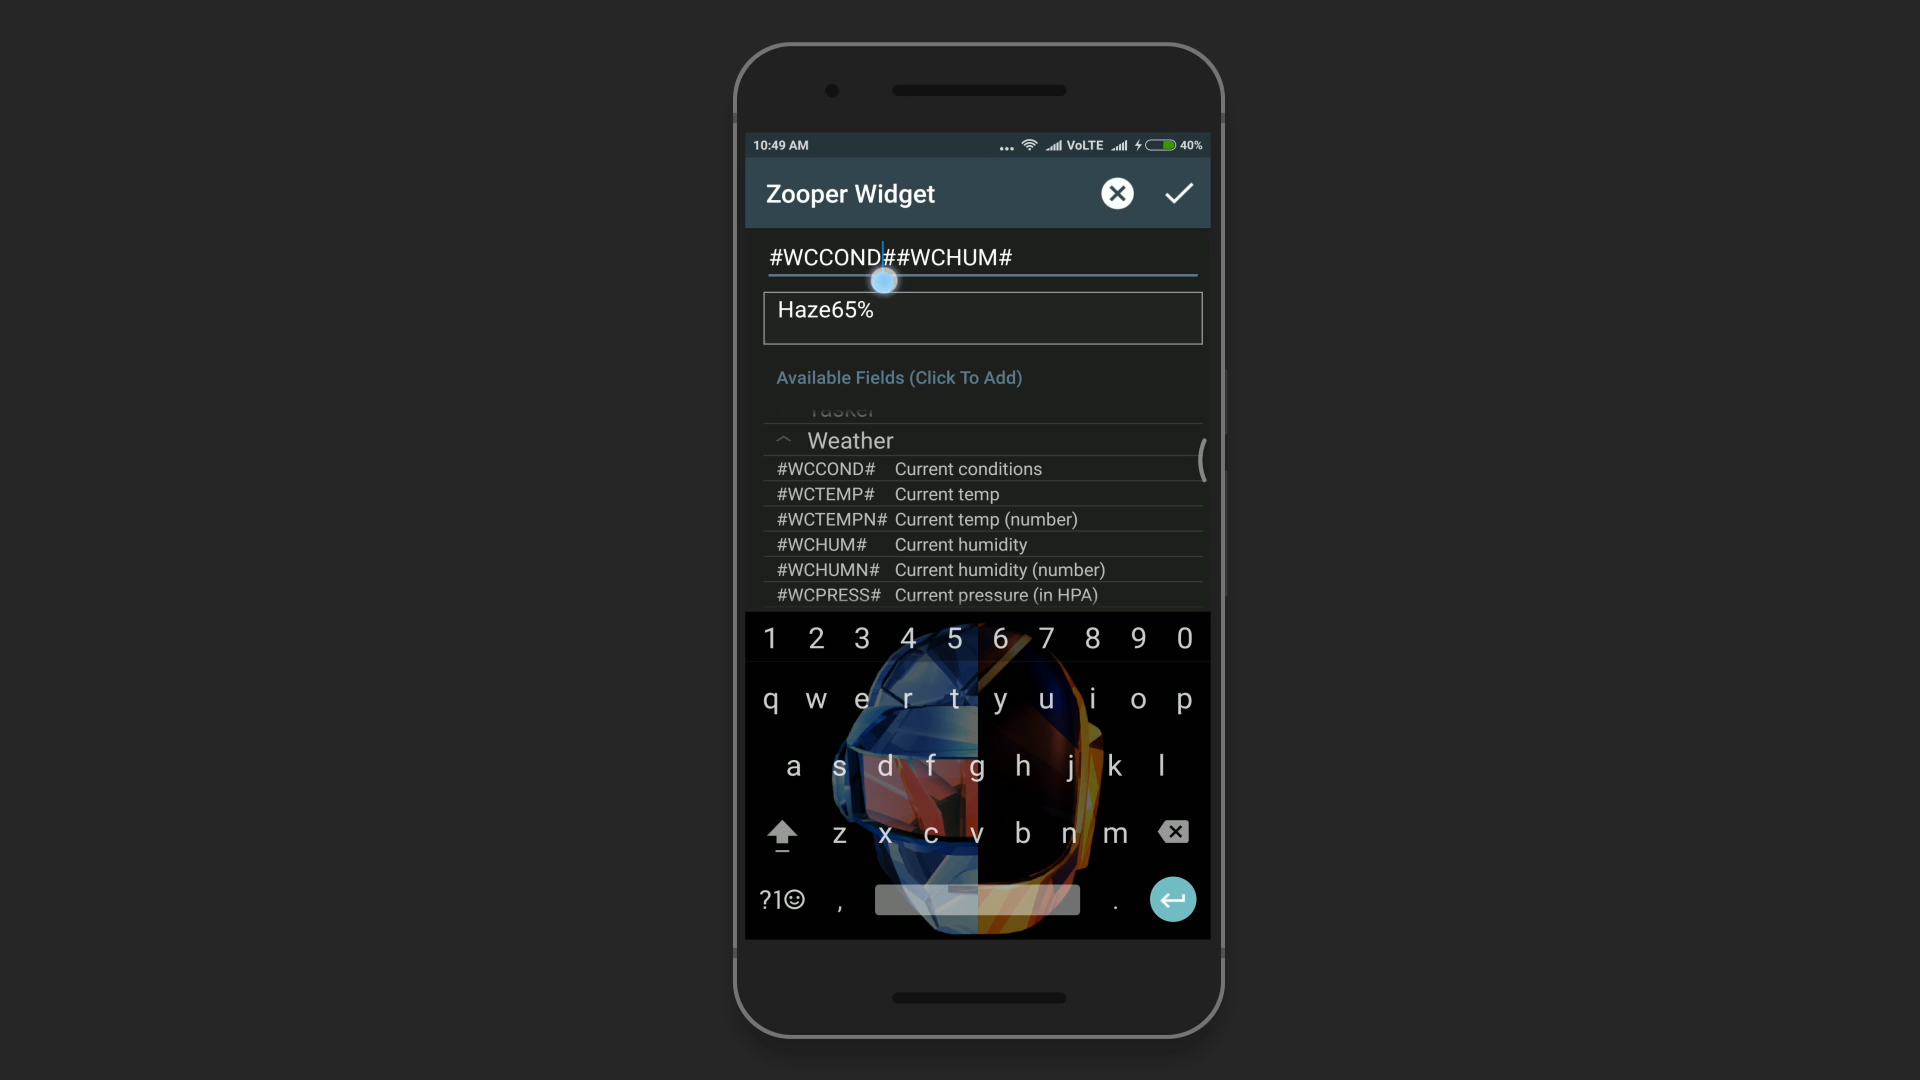 10:49 AM ... VoLTE 40%
Zooper Widget
#WCCOND##WCHUM#
Haze65%
Available Fields (Click To Add)
Tasker
Weather
#WCCOND# Current conditions
#WCTEMP# Current temp
#WCTEMPN# Current temp (number)
#WCHUM# Current humidity
#WCHUMN# Current humidity (number)
#WCPRESS# Current pressure (in HPA)
1 2 3 4 5 6 7 8 9 0
q w e r t y u i o p
a s d f g h j k l
z x c v b n m
?1☺ , .